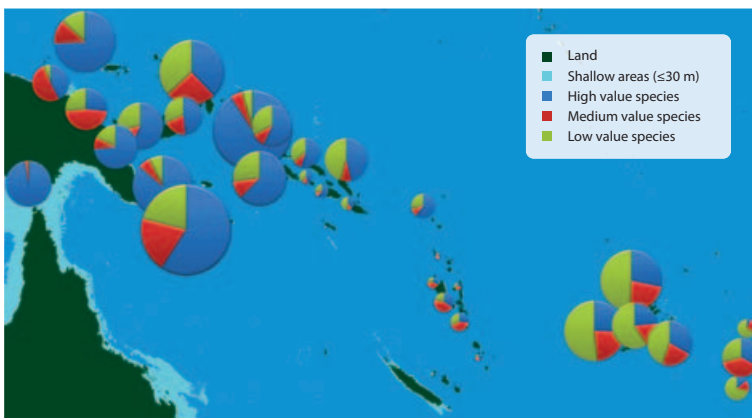 Land
Shallow areas (≤30 m)
High value species
Medium value species
Low value species